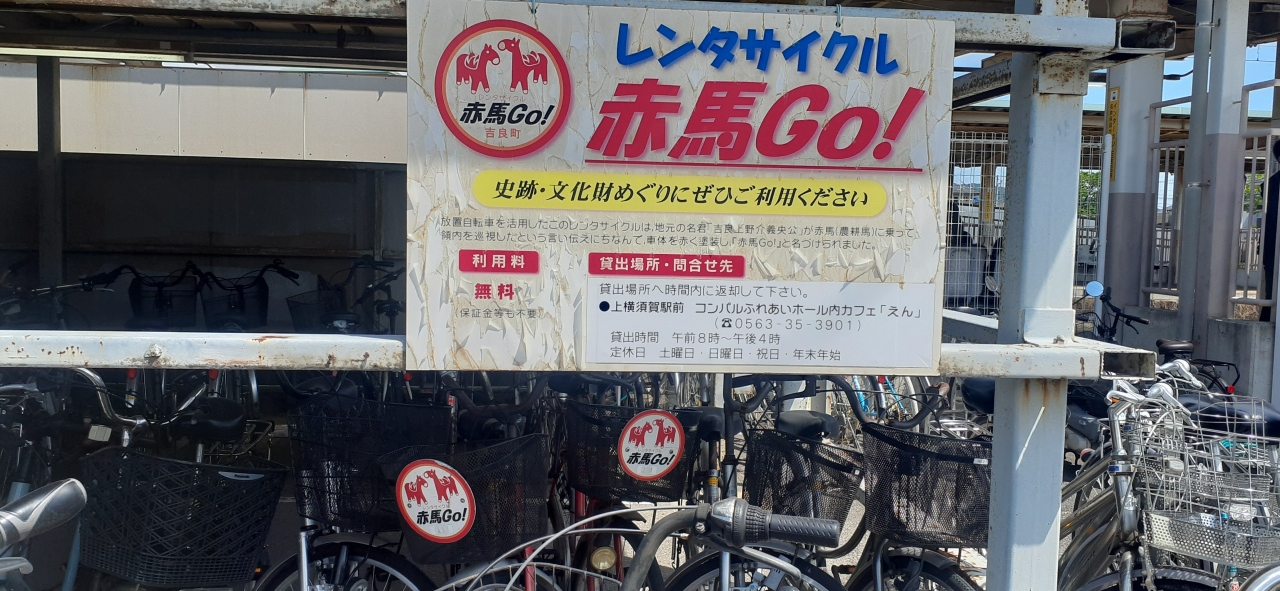 レンタサイクル
赤馬Go!
吉良町
レンタサイクル
赤馬Go!
史跡・文化財めぐりにぜひご利用ください
放置自転車を活用したこのレンタサイクルは、地元の名君「吉良上野介義央公」が赤馬(農耕馬)に乗って、
領内を巡視したという言い伝えにちなんで、車体を赤く塗装し「赤馬Go!」と名づけられました。
利用料
無料
(保証金等も不要)
貸出場所・問合せ先
貸出場所へ時間内に返却して下さい。
●上横須賀駅前 コンパルふれあいホール内カフェ「えん」
(☎0563-35-3901)
貸出時間 午前8時～午後4時
定休日 土曜日・日曜日・祝日・年末年始
赤馬Go!
赤馬Go!